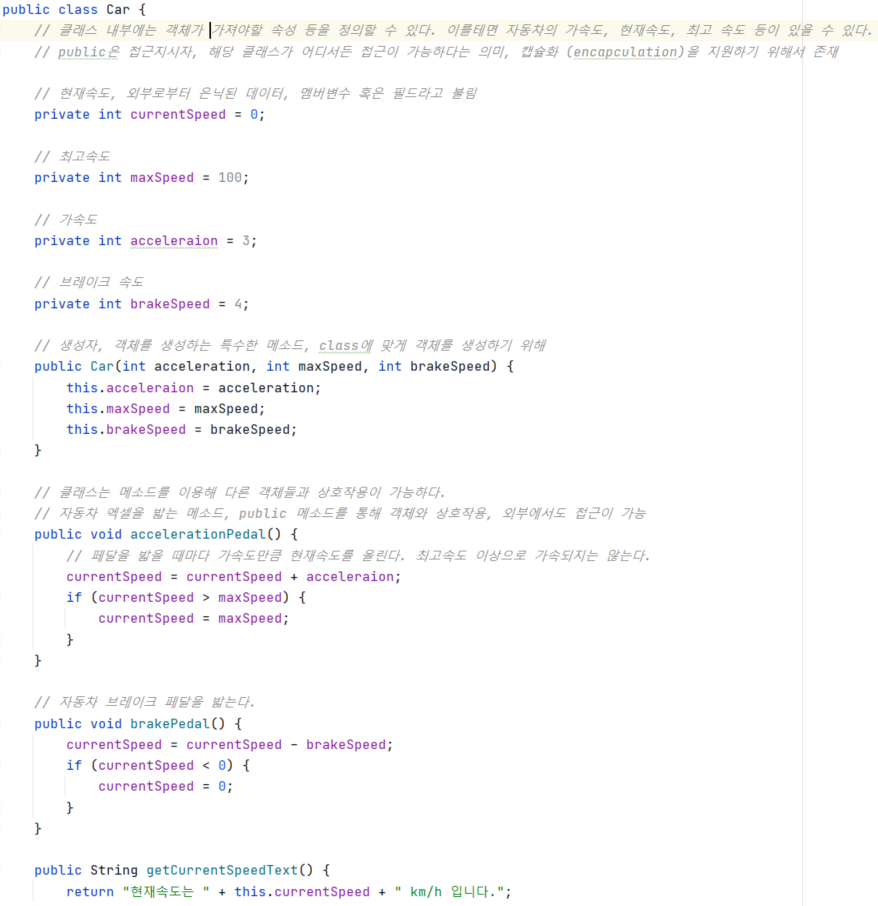 public class Car {
// 클래스 내부에는 객체가 가져야할 속성 등을 정의할 수 있다. 이를테면 자동차의 가속도, 현재속도, 최고 속도 등이 있을 수 있다.
// public은 접근지시자, 해당 클래스가 어디서든 접근이 가능하다는 의미, 캡슐화 (encapculation)을 지원하기 위해서 존재
// 현재속도, 외부로부터 은닉된 데이터, 멤버변수 혹은 필드라고 불림
private int currentSpeed = 0;
// 최고속도
private int maxSpeed = 100;
// 가속도
private int acceleraion = 3;
// 브레이크 속도
private int brakeSpeed = 4;
// 생성자, 객체를 생성하는 특수한 메소드, class에 맞게 객체를 생성하기 위해
public Car(int acceleration, int maxSpeed, int brakeSpeed) {
this.acceleraion = acceleration;
this.maxSpeed = maxSpeed;
this.brakeSpeed = brakeSpeed;
}
// 클래스는 메소드를 이용해 다른 객체들과 상호작용이 가능하다.
// 자동차 엑셀을 밟는 메소드, public 메소드를 통해 객체와 상호작용, 외부에서도 접근이 가능
public void accelerationPedal() {
// 페달을 밟을 때마다 가속도만큼 현재속도를 올린다. 최고속도 이상으로 가속되지는 않는다.
currentSpeed = currentSpeed + acceleraion;
if (currentSpeed > maxSpeed) {
currentSpeed = maxSpeed;
}
}
// 자동차 브레이크 페달을 밟는다.
public void brakePedal() {
currentSpeed = currentSpeed - brakeSpeed;
if (currentSpeed < 0) {
currentSpeed = 0;
}
}
public String getCurrentSpeedText() {
return "현재속도는 " + this.currentSpeed + " km/h 입니다.";